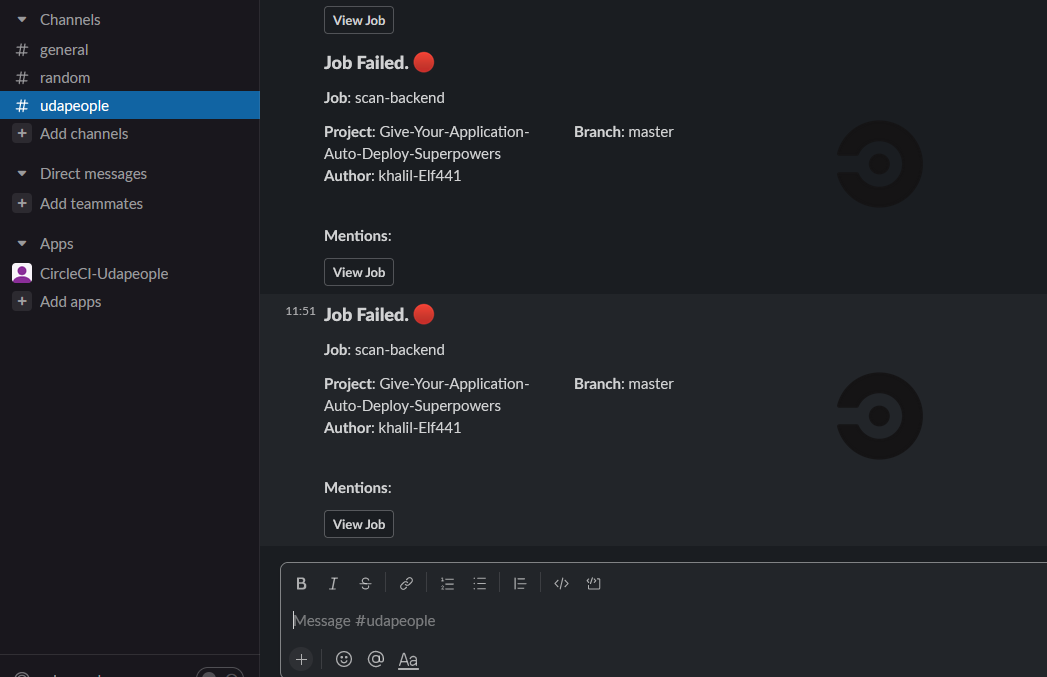 Channels
# general
# random
# udapeople
+ Add channels
Direct messages
+ Add teammates
Apps
CircleCI-Udapeople
+ Add apps
View Job
Job Failed.
Job: scan-backend
Project: Give-Your-Application-
Auto-Deploy-Superpowers
Branch: master
Author: khalil-Elf441
Mentions:
View Job
11:51 Job Failed.
Job: scan-backend
Project: Give-Your-Application-
Auto-Deploy-Superpowers
Branch: master
Author: khalil-Elf441
Mentions:
View Job
B I S
Message #udapeople
+ @ Aa